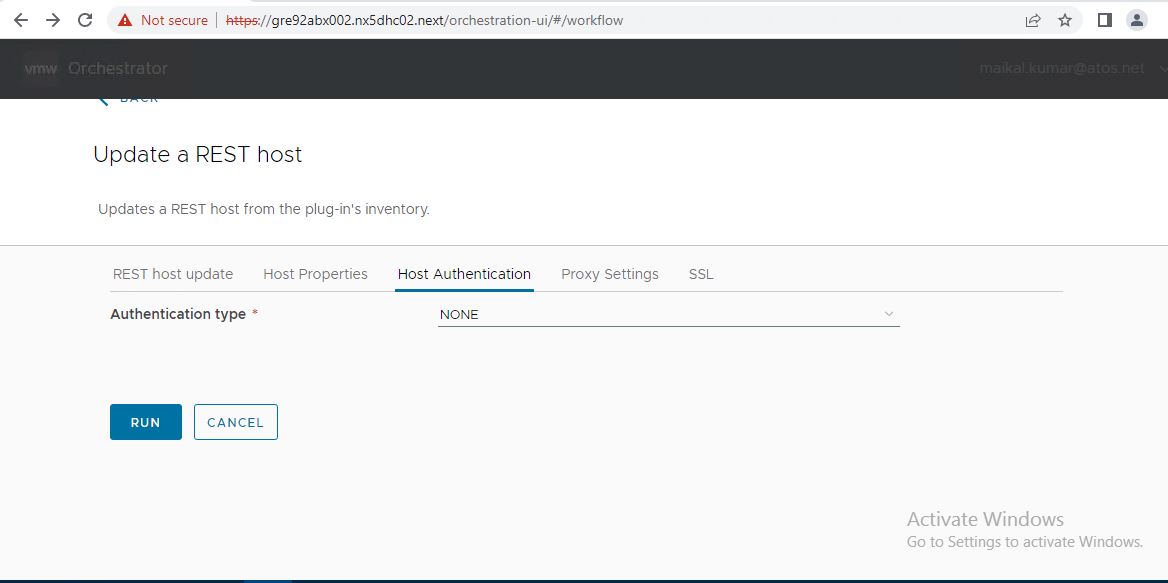 Not secure https://gre92abx002.nx5dhc02.next/orchestration-ui/#/workflow
vmw Orchestrator maikal.kumar@atos.net
BACK
Update a REST host
Updates a REST host from the plug-in's inventory.
REST host update Host Properties Host Authentication Proxy Settings SSL
Authentication type * NONE
RUN CANCEL
Activate Windows
Go to Settings to activate Windows.